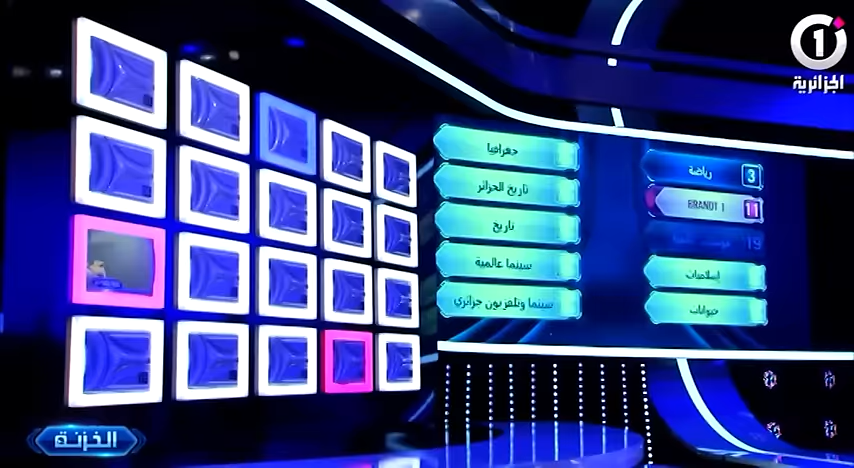 1
الجزائرية
جغرافيا
تاريخ الجزائر
تاريخ
سينما عالمية
سينما وتلفزيون جزائري
رياضة 3
BRANDT 1 11
19
إسلاميات
حيوانات
الخزنة